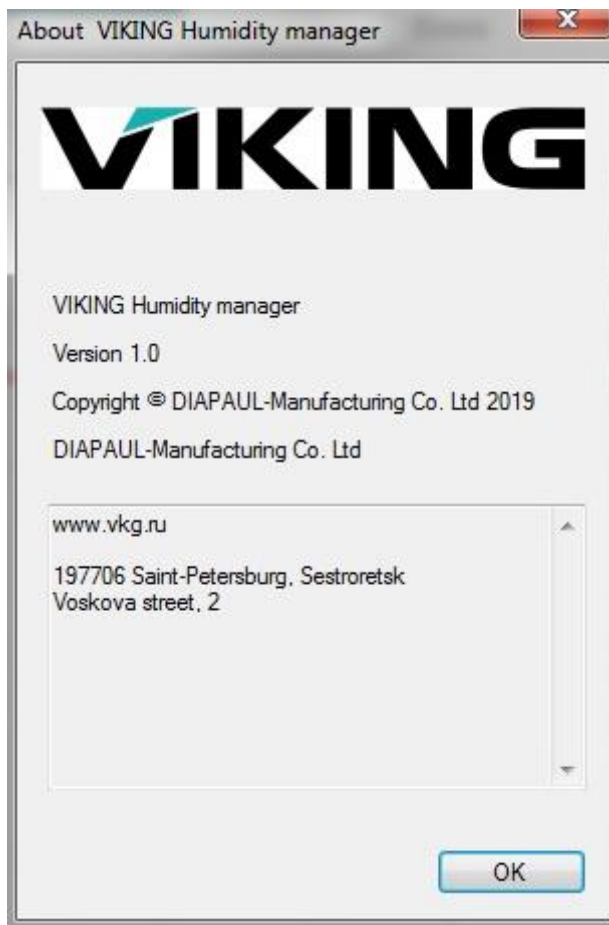 About VIKING Humidity manager
VIKING
VIKING Humidity manager
Version 1.0
Copyright © DIAPAUL-Manufacturing Co. Ltd 2019
DIAPAUL-Manufacturing Co. Ltd
www.vkg.ru
197706 Saint-Petersburg, Sestroretsk
Voskova street, 2
OK